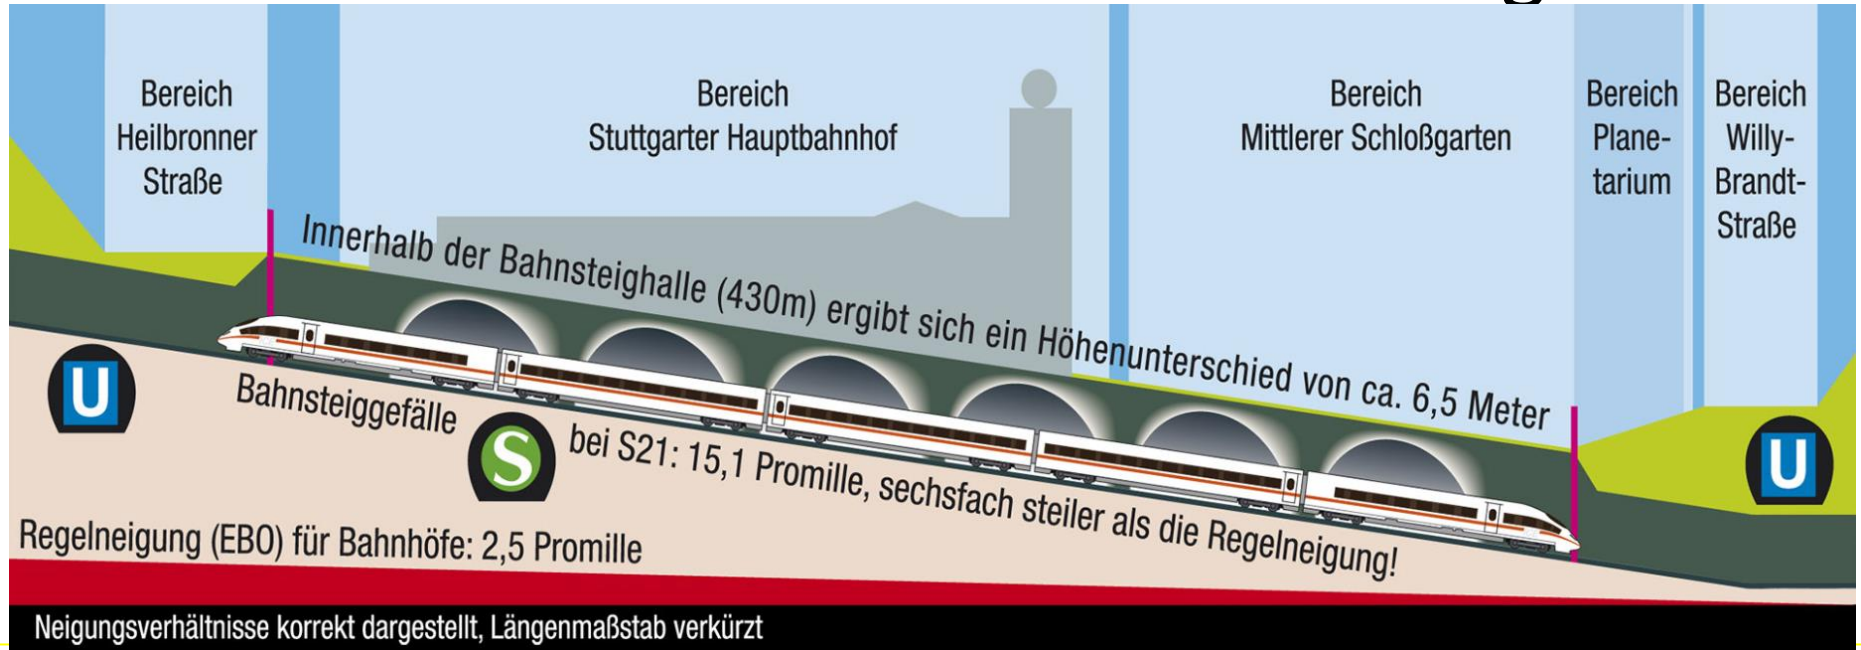 Bereich
Heilbronner
Straße
Bereich
Stuttgarter Hauptbahnhof
Bereich
Mittlerer Schloßgarten
Bereich
Plane-
tarium
Bereich
Willy-
Brandt-
Straße
Innerhalb der Bahnsteighalle (430m) ergibt sich ein Höhenunterschied von ca. 6,5 Meter
U
Bahnsteiggefälle S bei S21: 15,1 Promille, sechsfach steiler als die Regelneigung!
U
Regelneigung (EBO) für Bahnhöfe: 2,5 Promille
Neigungsverhältnisse korrekt dargestellt, Längenmaßstab verkürzt